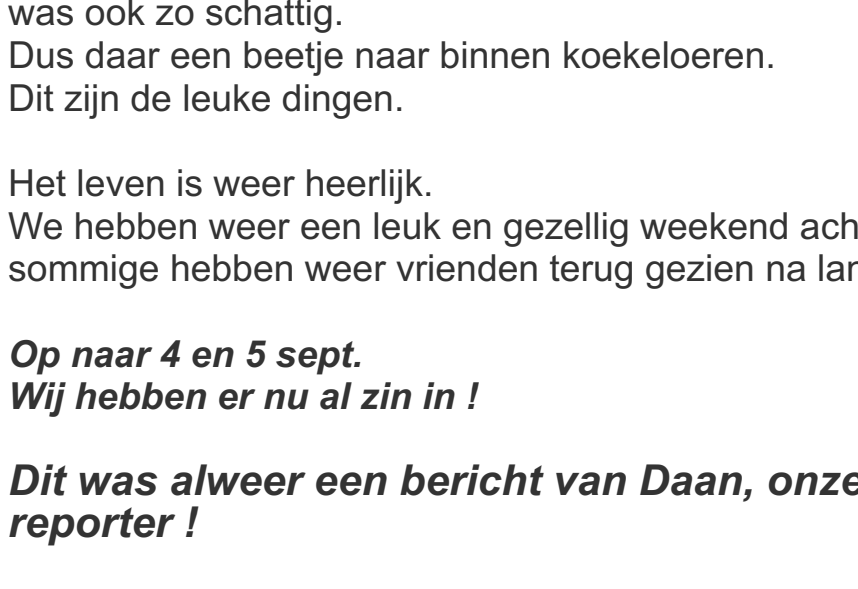 was ook zo schattig.
Dus daar een beetje naar binnen koekeloeren.
Dit zijn de leuke dingen.

Het leven is weer heerlijk.
We hebben weer een leuk en gezellig weekend ach
sommige hebben weer vrienden terug gezien na

Op naar 4 en 5 sept.
Wij hebben er nu al zin in !

Dit was alweer een bericht van Daan, onze
reporter !